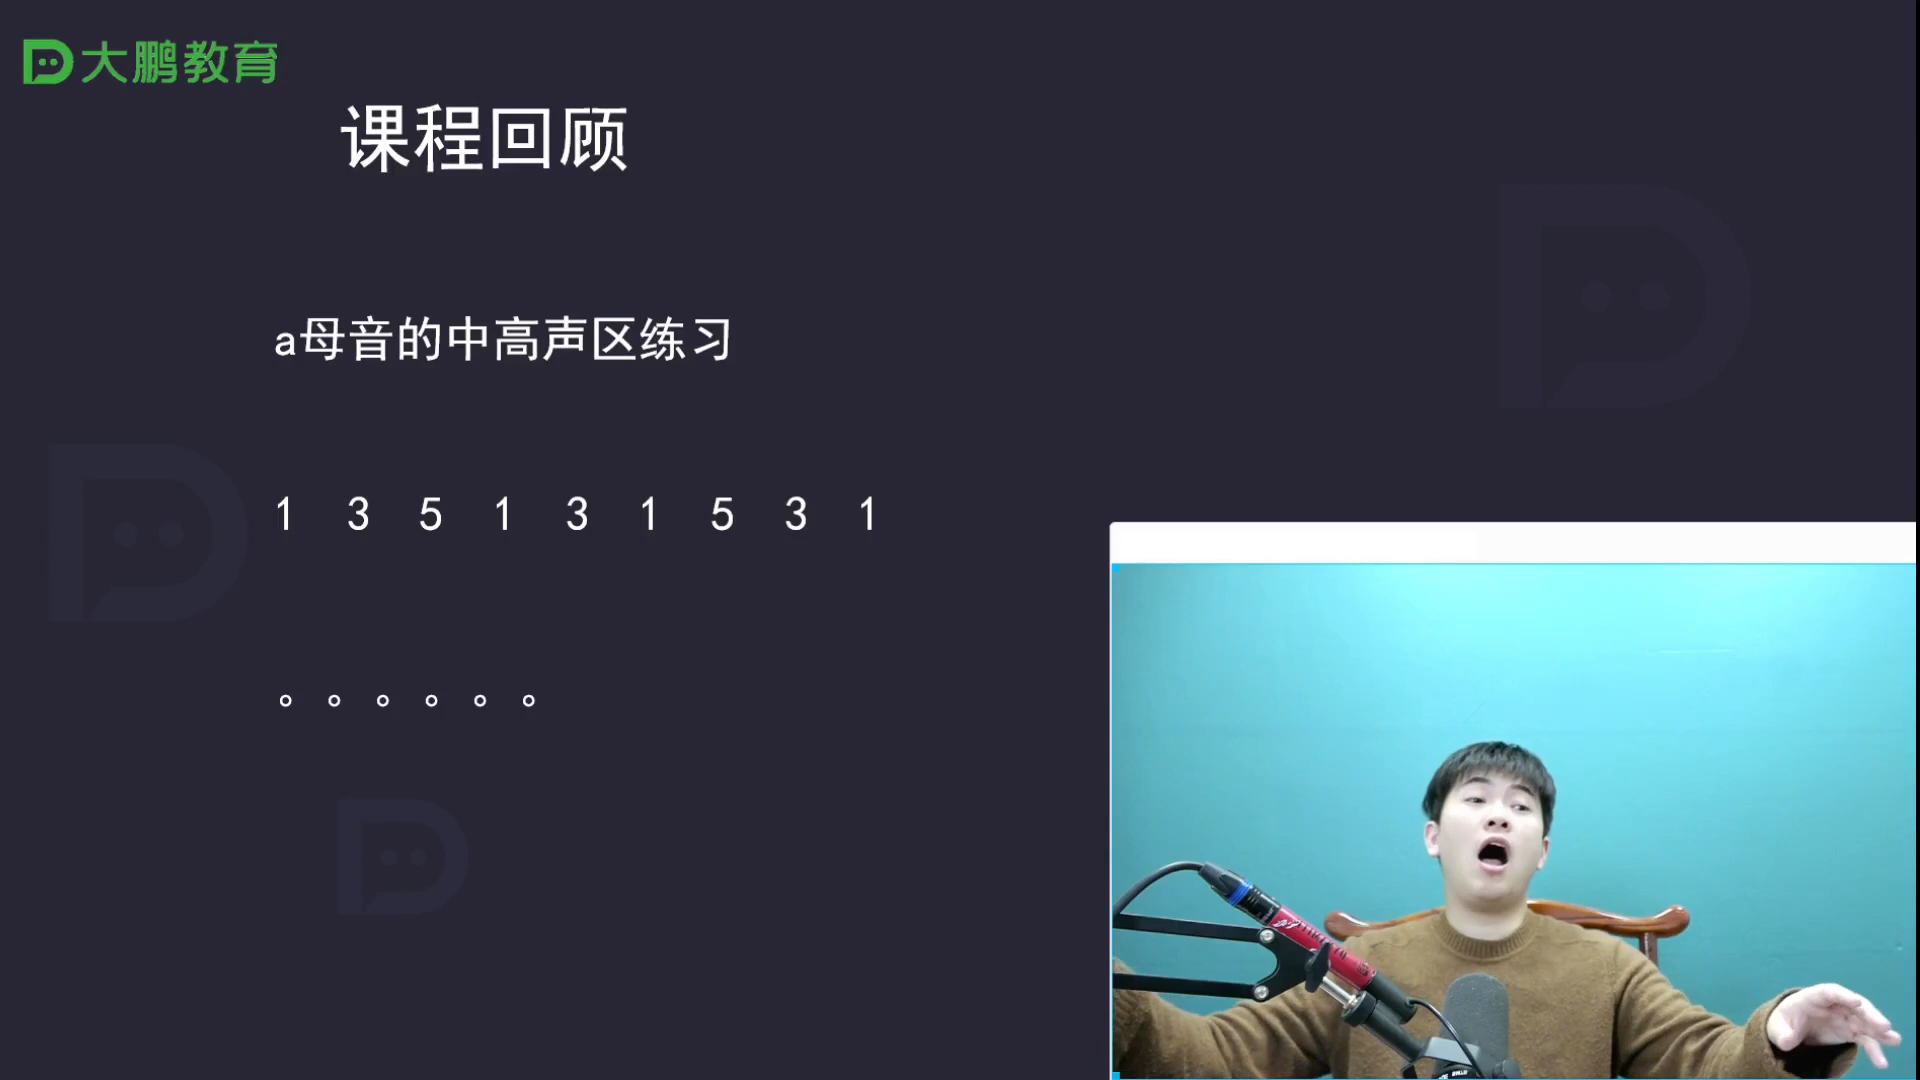 大鹏教育
课程回顾
a母音的中高声区练习
1 3 5 1 3 1 5 3 1
。。。。。。